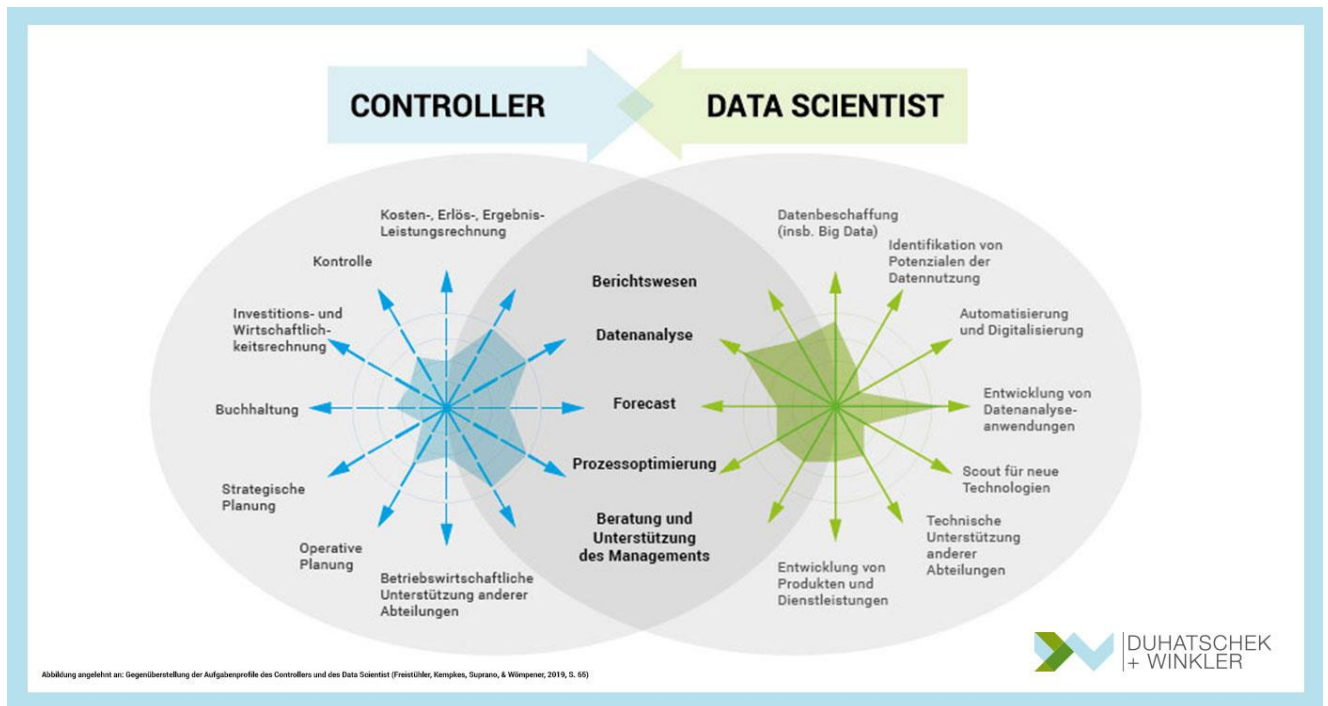 CONTROLLER
DATA SCIENTIST
Kosten-, Erlös-, Ergebnis-
Leistungsrechnung
Kontrolle
Investitions- und
Wirtschaftlich-
keitsrechnung
Buchhaltung
Strategische
Planung
Operative
Planung
Betriebswirtschaftliche
Unterstützung anderer
Abteilungen
Berichtswesen
Datenanalyse
Forecast
Prozessoptimierung
Beratung und
Unterstützung
des Managements
Datenbeschaffung
(insb. Big Data)
Identifikation von
Potenzialen der
Datennutzung
Automatisierung
und Digitalisierung
Entwicklung von
Datenanalyse-
anwendungen
Scout für neue
Technologien
Technische
Unterstützung
anderer
Abteilungen
Entwicklung von
Produkten und
Dienstleistungen
Abbildung angelehnt an: Gegenüberstellung der Aufgabenprofile des Controllers und des Data Scientist (Freistühler, Kempkes, Suprano, & Wömpener, 2019, S. 65)
DUHATSCHEK
+ WINKLER